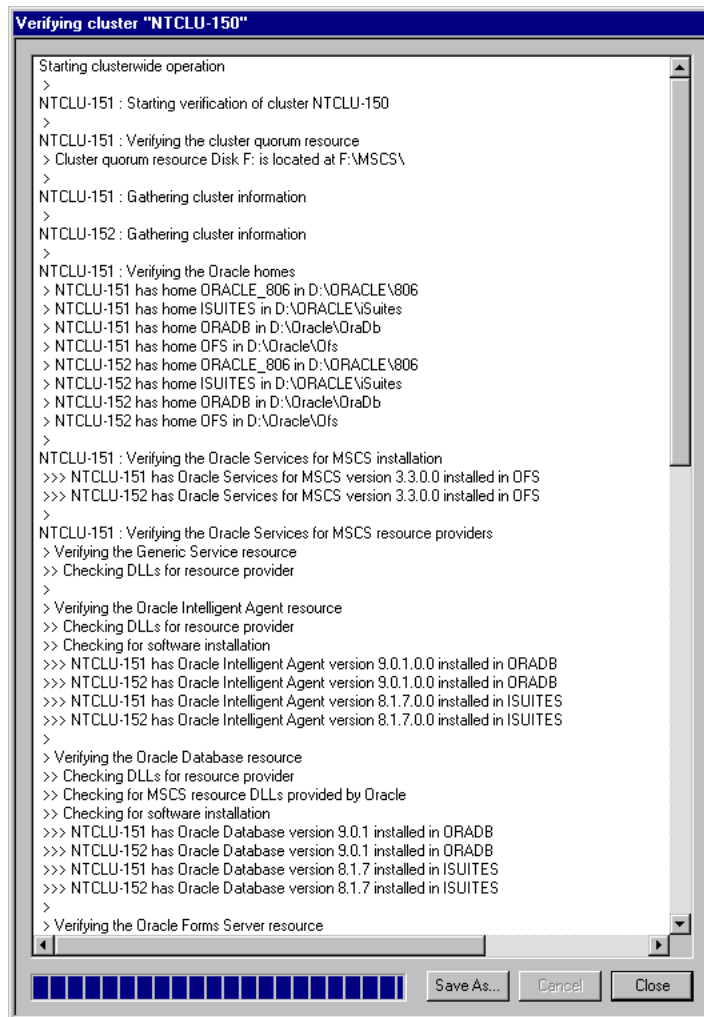 Verifying cluster "NTCLU-150"
Starting clusterwide operation
>
NTCLU-151 : Starting verification of cluster NTCLU-150
>
NTCLU-151 : Verifying the cluster quorum resource
> Cluster quorum resource Disk F: is located at F:\MSCS\
>
NTCLU-151 : Gathering cluster information
>
NTCLU-152 : Gathering cluster information
>
NTCLU-151 : Verifying the Oracle homes
> NTCLU-151 has home ORACLE_806 in D:\ORACLE\806
> NTCLU-151 has home ISUITES in D:\ORACLE\iSuites
> NTCLU-151 has home ORADB in D:\Oracle\OraDb
> NTCLU-151 has home OFS in D:\Oracle\Ofs
> NTCLU-152 has home ORACLE_806 in D:\ORACLE\806
> NTCLU-152 has home ISUITES in D:\ORACLE\iSuites
> NTCLU-152 has home ORADB in D:\Oracle\OraDb
> NTCLU-152 has home OFS in D:\Oracle\Ofs
>
NTCLU-151 : Verifying the Oracle Services for MSCS installation
>>> NTCLU-151 has Oracle Services for MSCS version 3.3.0.0 installed in OFS
>>> NTCLU-152 has Oracle Services for MSCS version 3.3.0.0 installed in OFS
>
NTCLU-151 : Verifying the Oracle Services for MSCS resource providers
> Verifying the Generic Service resource
>> Checking DLLs for resource provider
>
> Verifying the Oracle Intelligent Agent resource
>> Checking DLLs for resource provider
>> Checking for software installation
>>> NTCLU-151 has Oracle Intelligent Agent version 9.0.1.0.0 installed in ORADB
>>> NTCLU-152 has Oracle Intelligent Agent version 9.0.1.0.0 installed in ORADB
>>> NTCLU-151 has Oracle Intelligent Agent version 8.1.7.0.0 installed in ISUITES
>>> NTCLU-152 has Oracle Intelligent Agent version 8.1.7.0.0 installed in ISUITES
>
> Verifying the Oracle Database resource
>> Checking DLLs for resource provider
>> Checking for MSCS resource DLLs provided by Oracle
>> Checking for software installation
>>> NTCLU-151 has Oracle Database version 9.0.1 installed in ORADB
>>> NTCLU-152 has Oracle Database version 9.0.1 installed in ORADB
>>> NTCLU-151 has Oracle Database version 8.1.7 installed in ISUITES
>>> NTCLU-152 has Oracle Database version 8.1.7 installed in ISUITES
>
> Verifying the Oracle Forms Server resource
Save As... Cancel Close